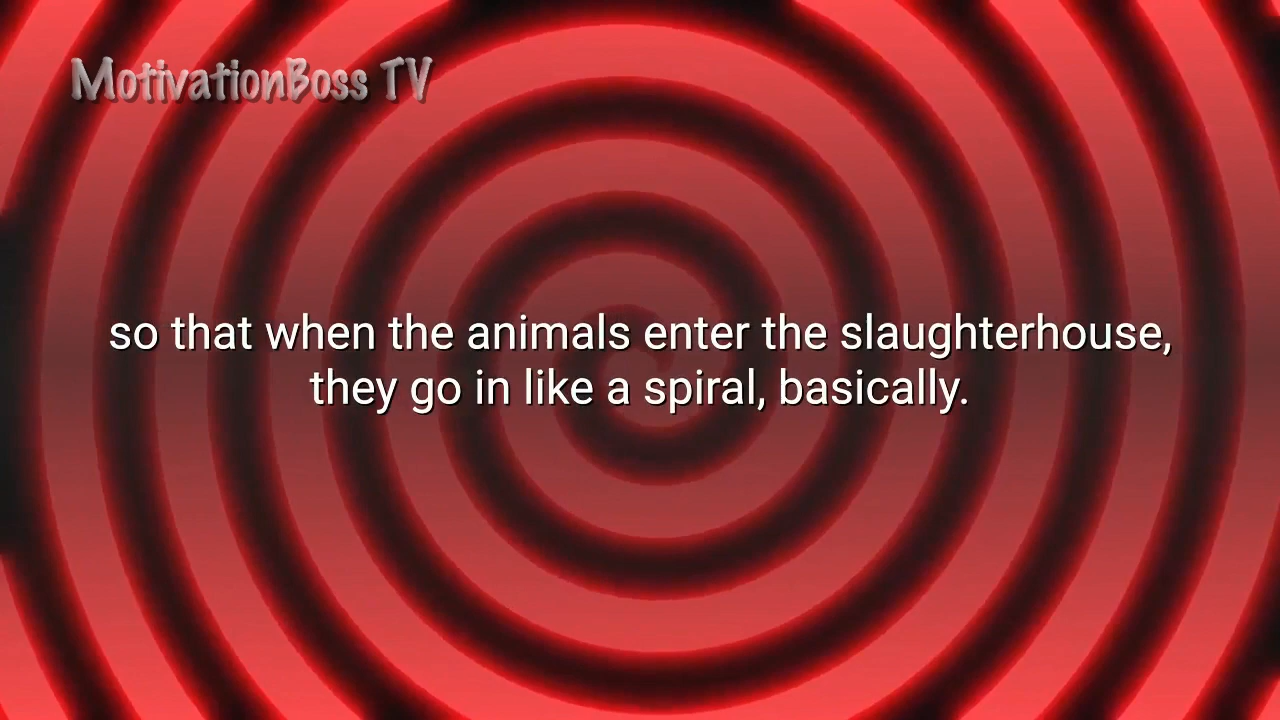 MotivationBoss TV
so that when the animals enter the slaughterhouse,
they go in like a spiral, basically.